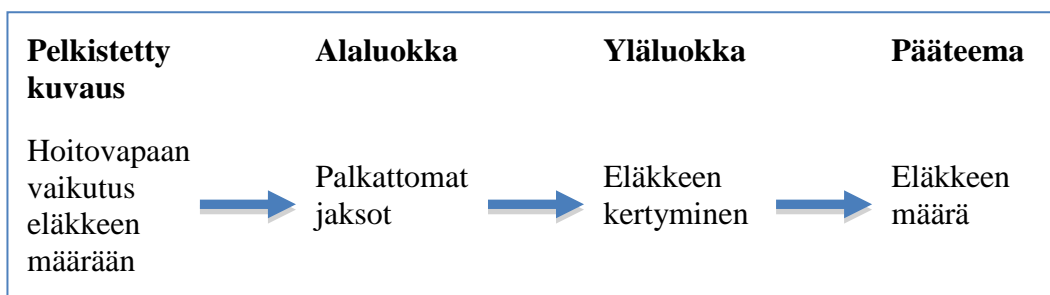 Pelkistetty
kuvaus
Alaluokka
Yläluokka
Pääteema
Hoitovapaan
vaikutus
eläkkeen
määrään
Palkattomat
jaksot
Eläkkeen
kertyminen
Eläkkeen
määrä